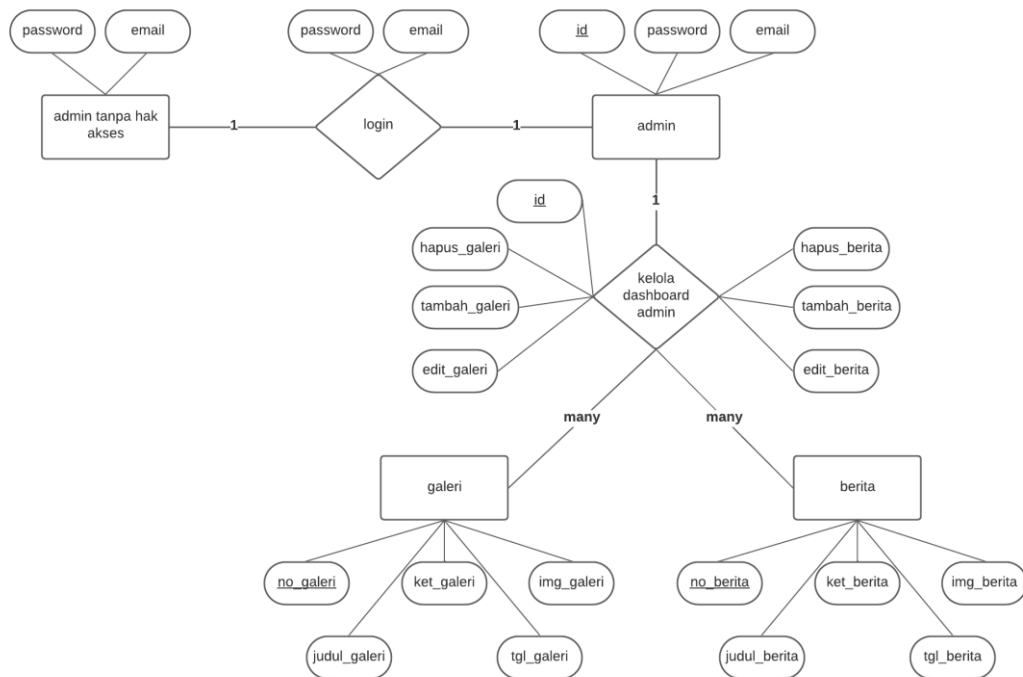 password
email
password
email
id
password
email
admin tanpa hak
akses
1
login
1
admin
1
id
hapus_galeri
tambah_galeri
edit_galeri
kelola
dashboard
admin
hapus_berita
tambah_berita
edit_berita
many
many
galeri
berita
no_galeri
ket_galeri
img_galeri
judul_galeri
tgl_galeri
no_berita
ket_berita
img_berita
judul_berita
tgl_berita